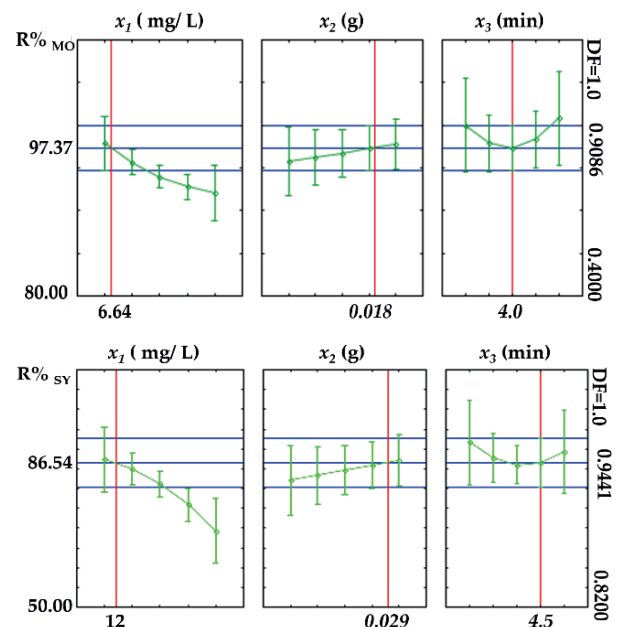 x1 ( mg/ L) x2 (g) x3 (min)
R% MO
DF=1.0
97.37
0.9086
80.00
0.4000
6.64 0.018 4.0
x1 ( mg/ L) x2 (g) x3 (min)
R% SY
DF=1.0
86.54
0.9441
50.00
0.8200
12 0.029 4.5